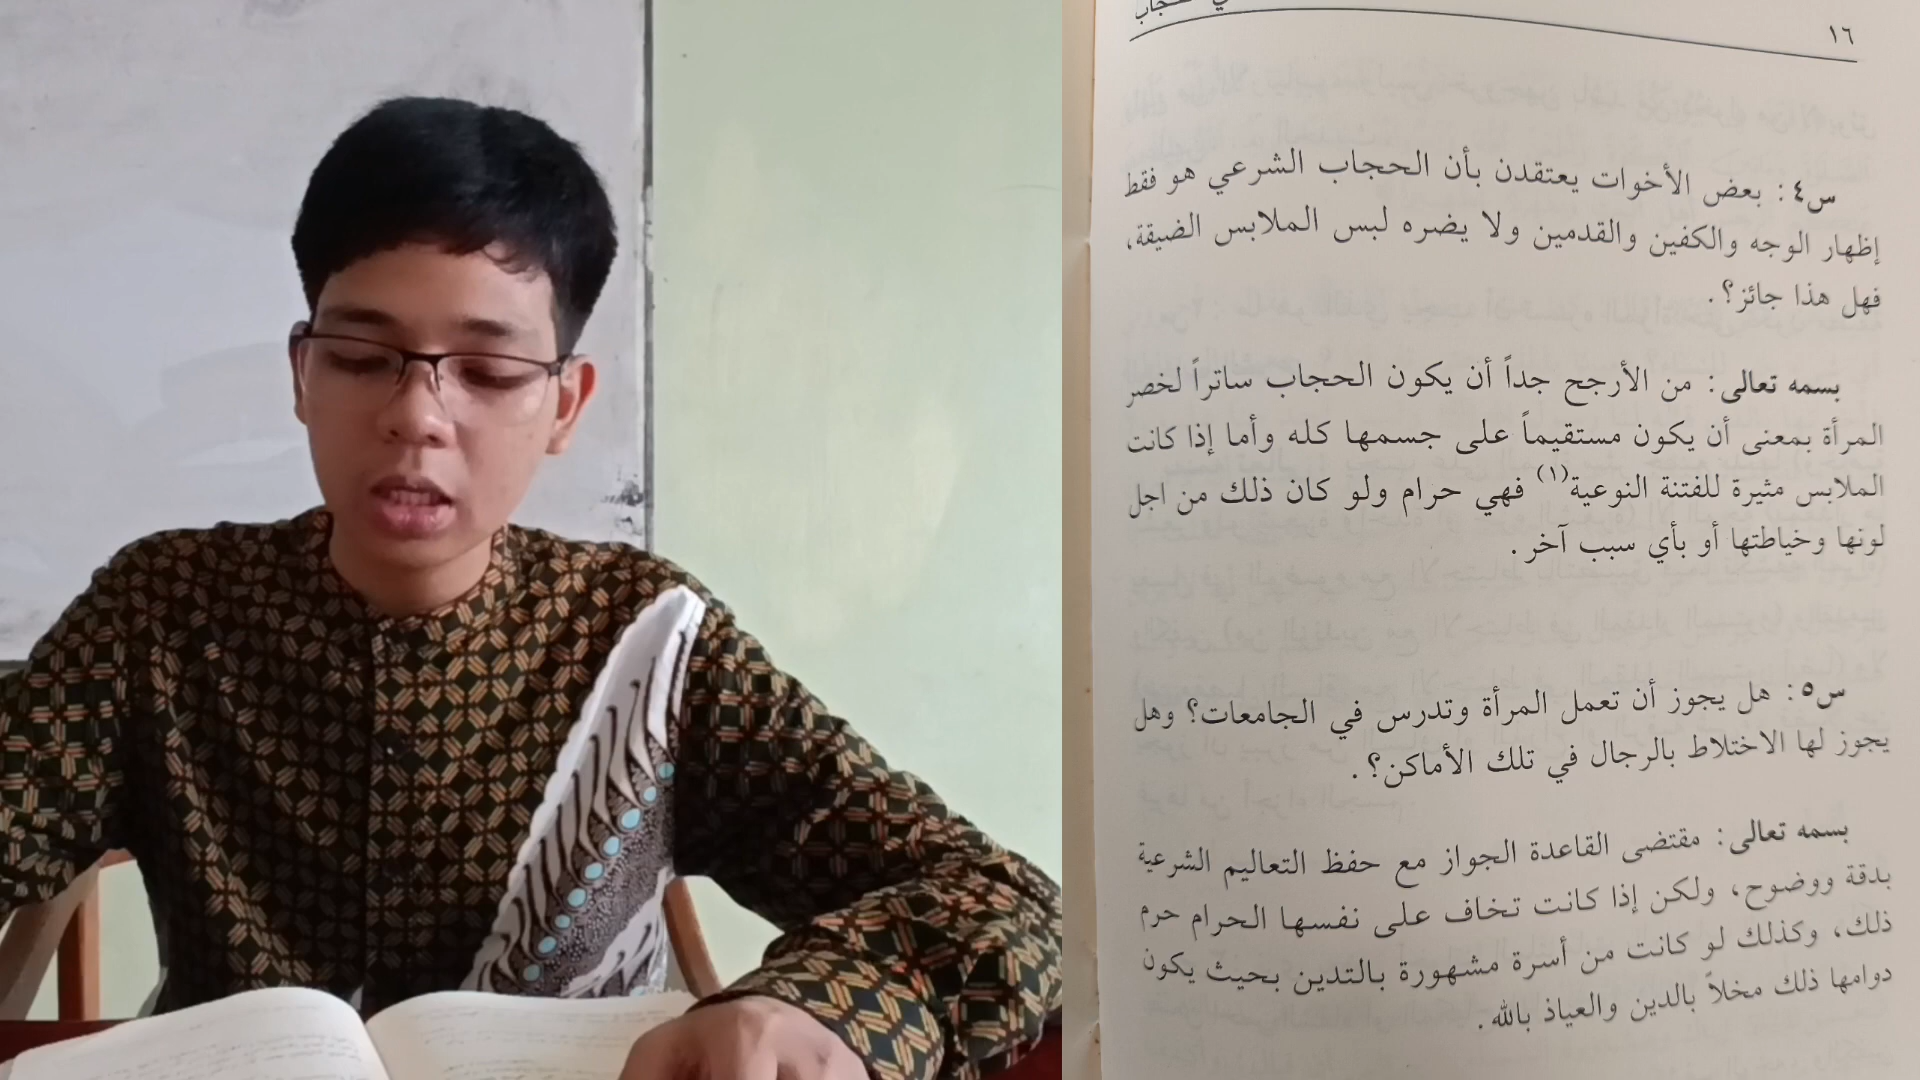 ١٦
س٤: بعض الأخوات يعتقدن بأن الحجاب الشرعي هو فقط
إظهار الوجه والكفين والقدمين ولا يضره لبس الملابس الضيقة،
فهل هذا جائز؟.
بسمه تعالى: من الأرجح جداً أن يكون الحجاب ساتراً لخصر
المرأة بمعنى أن يكون مستقيماً على جسمها كله وأما إذا كانت
الملابس مثيرة للفتنة النوعية(١) فهي حرام ولو كان ذلك من اجل
لونها وخياطتها أو بأي سبب آخر.
س٥: هل يجوز أن تعمل المرأة وتدرس في الجامعات؟ وهل
يجوز لها الاختلاط بالرجال في تلك الأماكن؟.
بسمه تعالى: مقتضى القاعدة الجواز مع حفظ التعاليم الشرعية
بدقة ووضوح، ولكن إذا كانت تخاف على نفسها الحرام حرم
ذلك، وكذلك لو كانت من أسرة مشهورة بالتدين بحيث يكون
دوامها ذلك مخلاً بالدين والعياذ بالله.